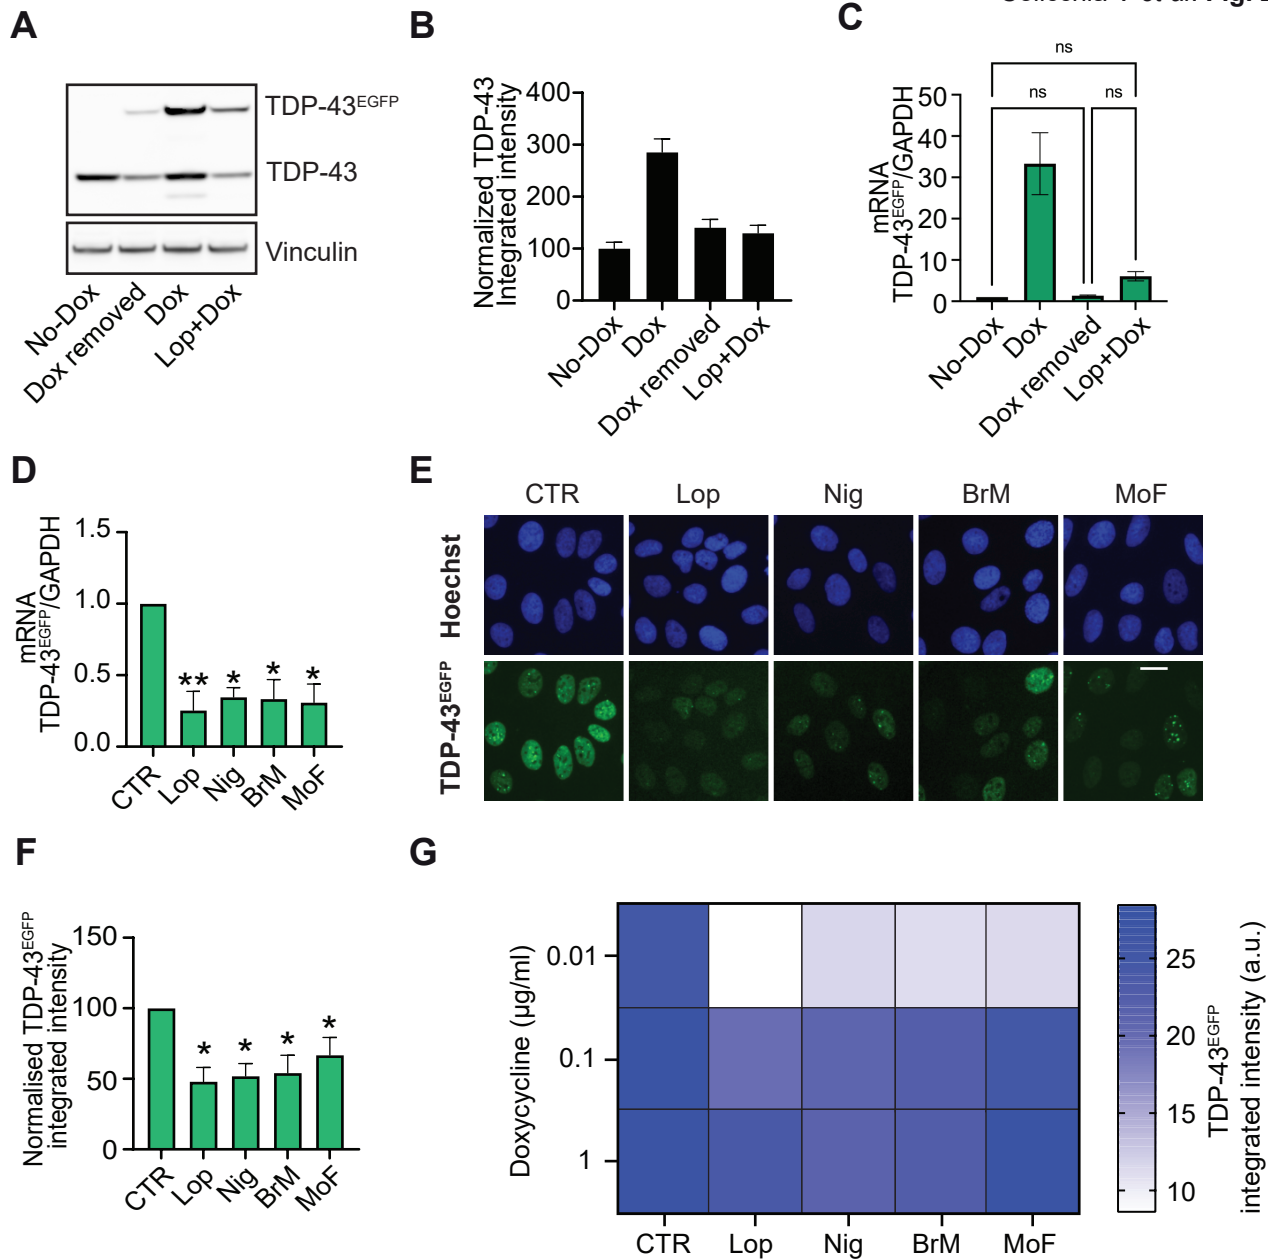 A
TDP-43EGFP
TDP-43
Vinculin
No-Dox
Dox removed
Dox
Lop+Dox
B
Normalized TDP-43
Integrated intensity
400
300
200
100
0
No-Dox
Dox
Dox removed
Lop+Dox
C
ns
ns
ns
mRNA
TDP-43EGFP/GAPDH
50
40
30
20
10
0
No-Dox
Dox
Dox removed
Lop+Dox
D
mRNA
TDP-43EGFP/GAPDH
1.5
1.0
0.5
0.0
** * * *
CTR
Lop
Nig
BrM
MoF
E
CTR Lop Nig BrM MoF
Hoechst
TDP-43EGFP
F
Normalised TDP-43EGFP
integrated intensity
150
100
50
0
* * * *
CTR
Lop
Nig
BrM
MoF
G
Doxycycline (µg/ml)
0.01
0.1
1
CTR Lop Nig BrM MoF
25
20
15
10
TDP-43EGFP
integrated intensity (a.u.)